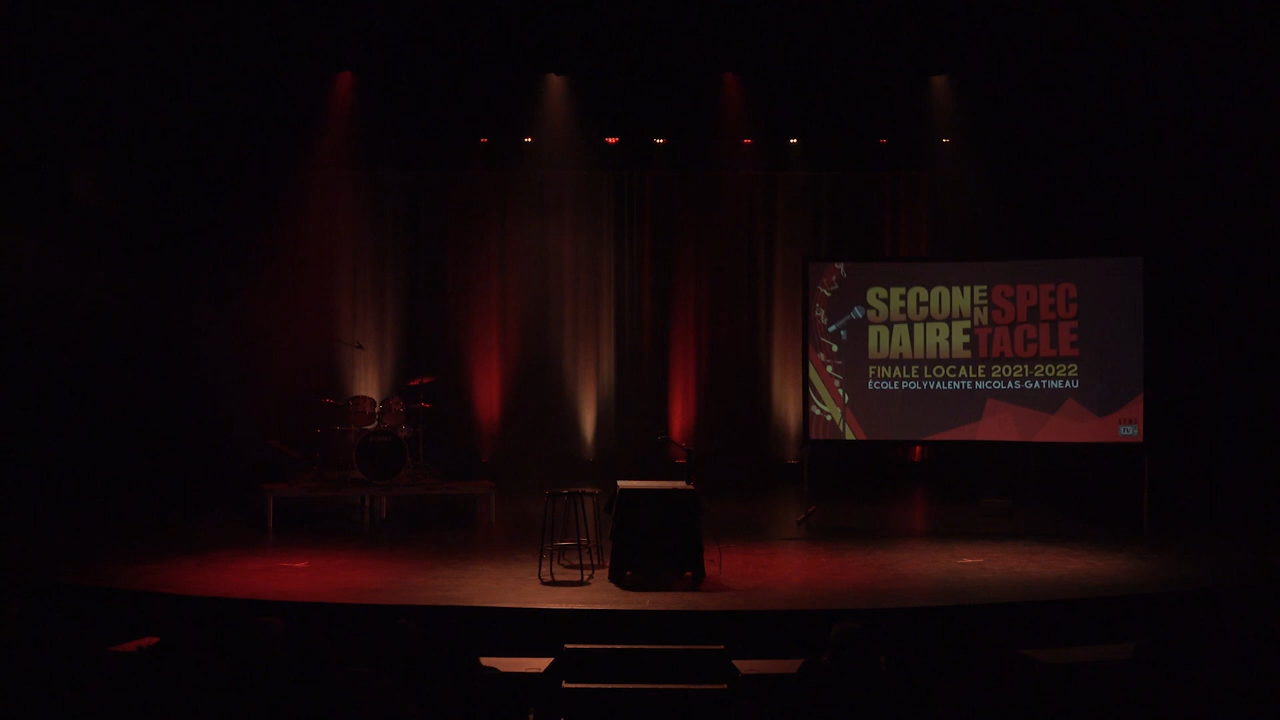 SECONDAIRE EN SPECTACLE
FINALE LOCALE 2021-2022
ÉCOLE POLYVALENTE NICOLAS-GATINEAU